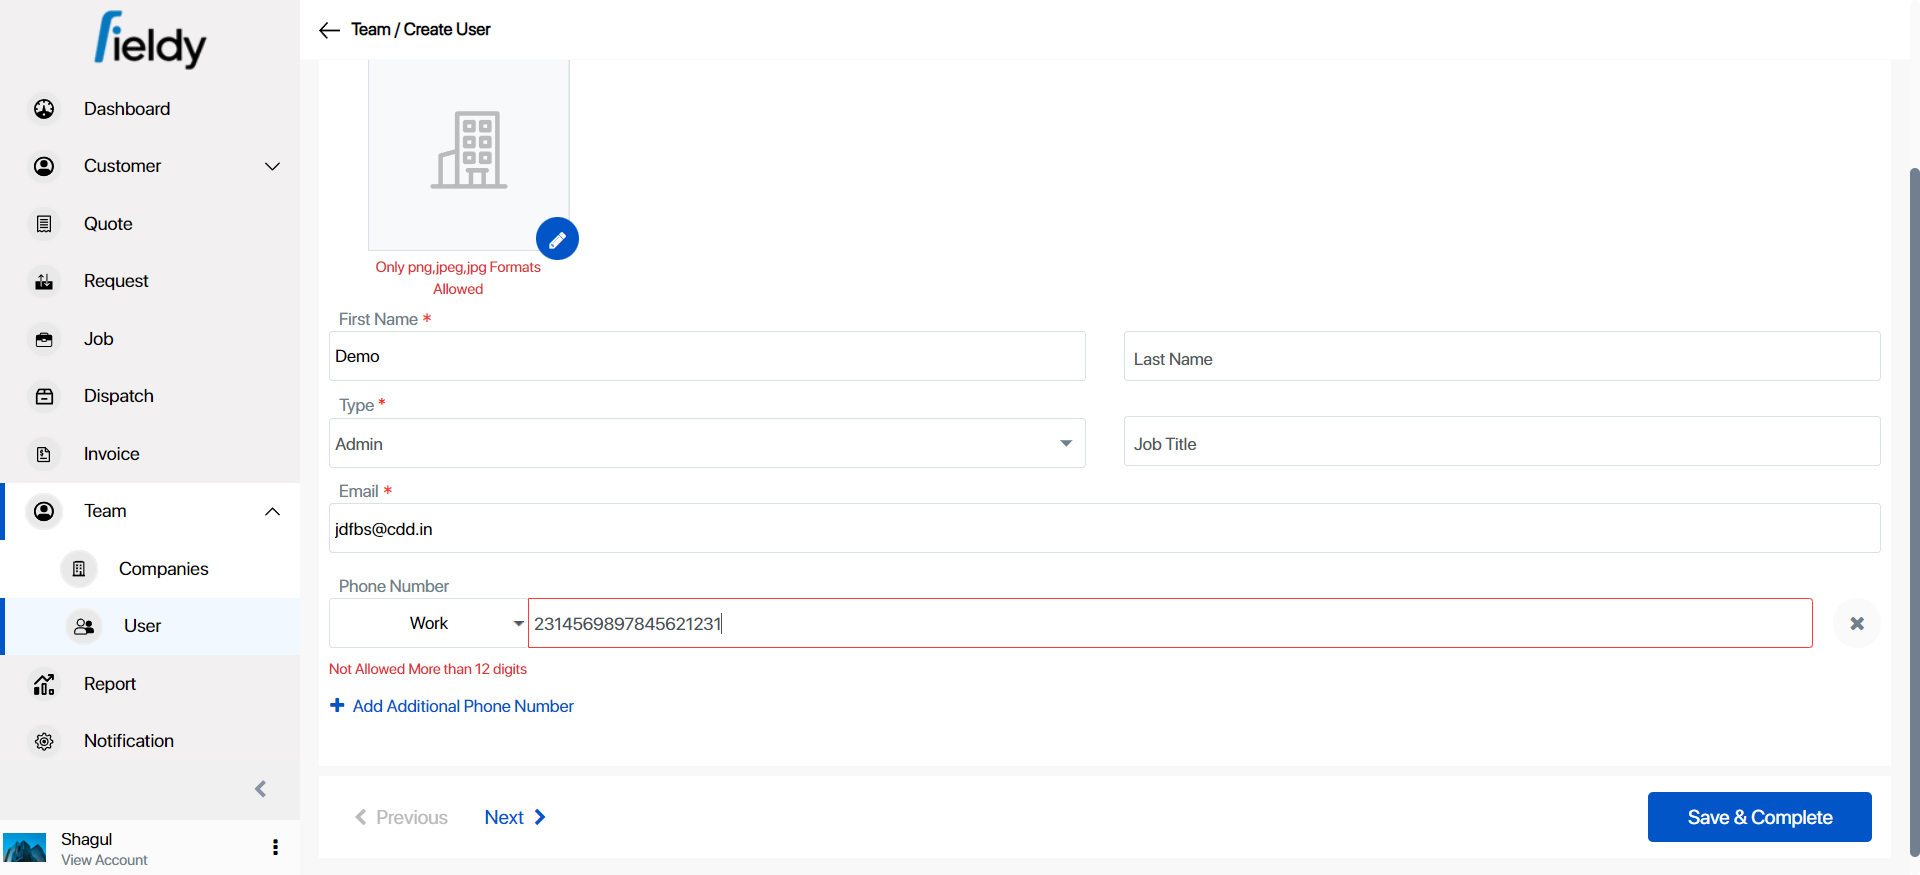 fieldy
Dashboard
Customer
Quote
Request
Job
Dispatch
Invoice
Team
Companies
User
Report
Notification
Shagul
View Account
Team / Create User
Only png,jpeg,jpg Formats
Allowed
First Name *
Demo
Last Name
Type *
Admin
Job Title
Email *
jdfbs@cdd.in
Phone Number
Work
2314569897845621231
Not Allowed More than 12 digits
Add Additional Phone Number
Previous
Next
Save & Complete